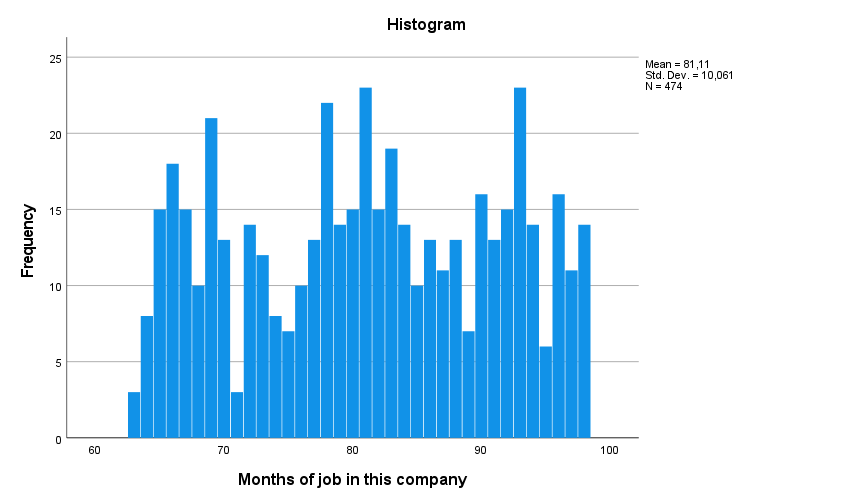 Histogram
Mean = 81,11
Std. Dev. = 10,061
N = 474
25
20
15
10
5
0
Frequency
60 70 80 90 100
Months of job in this company